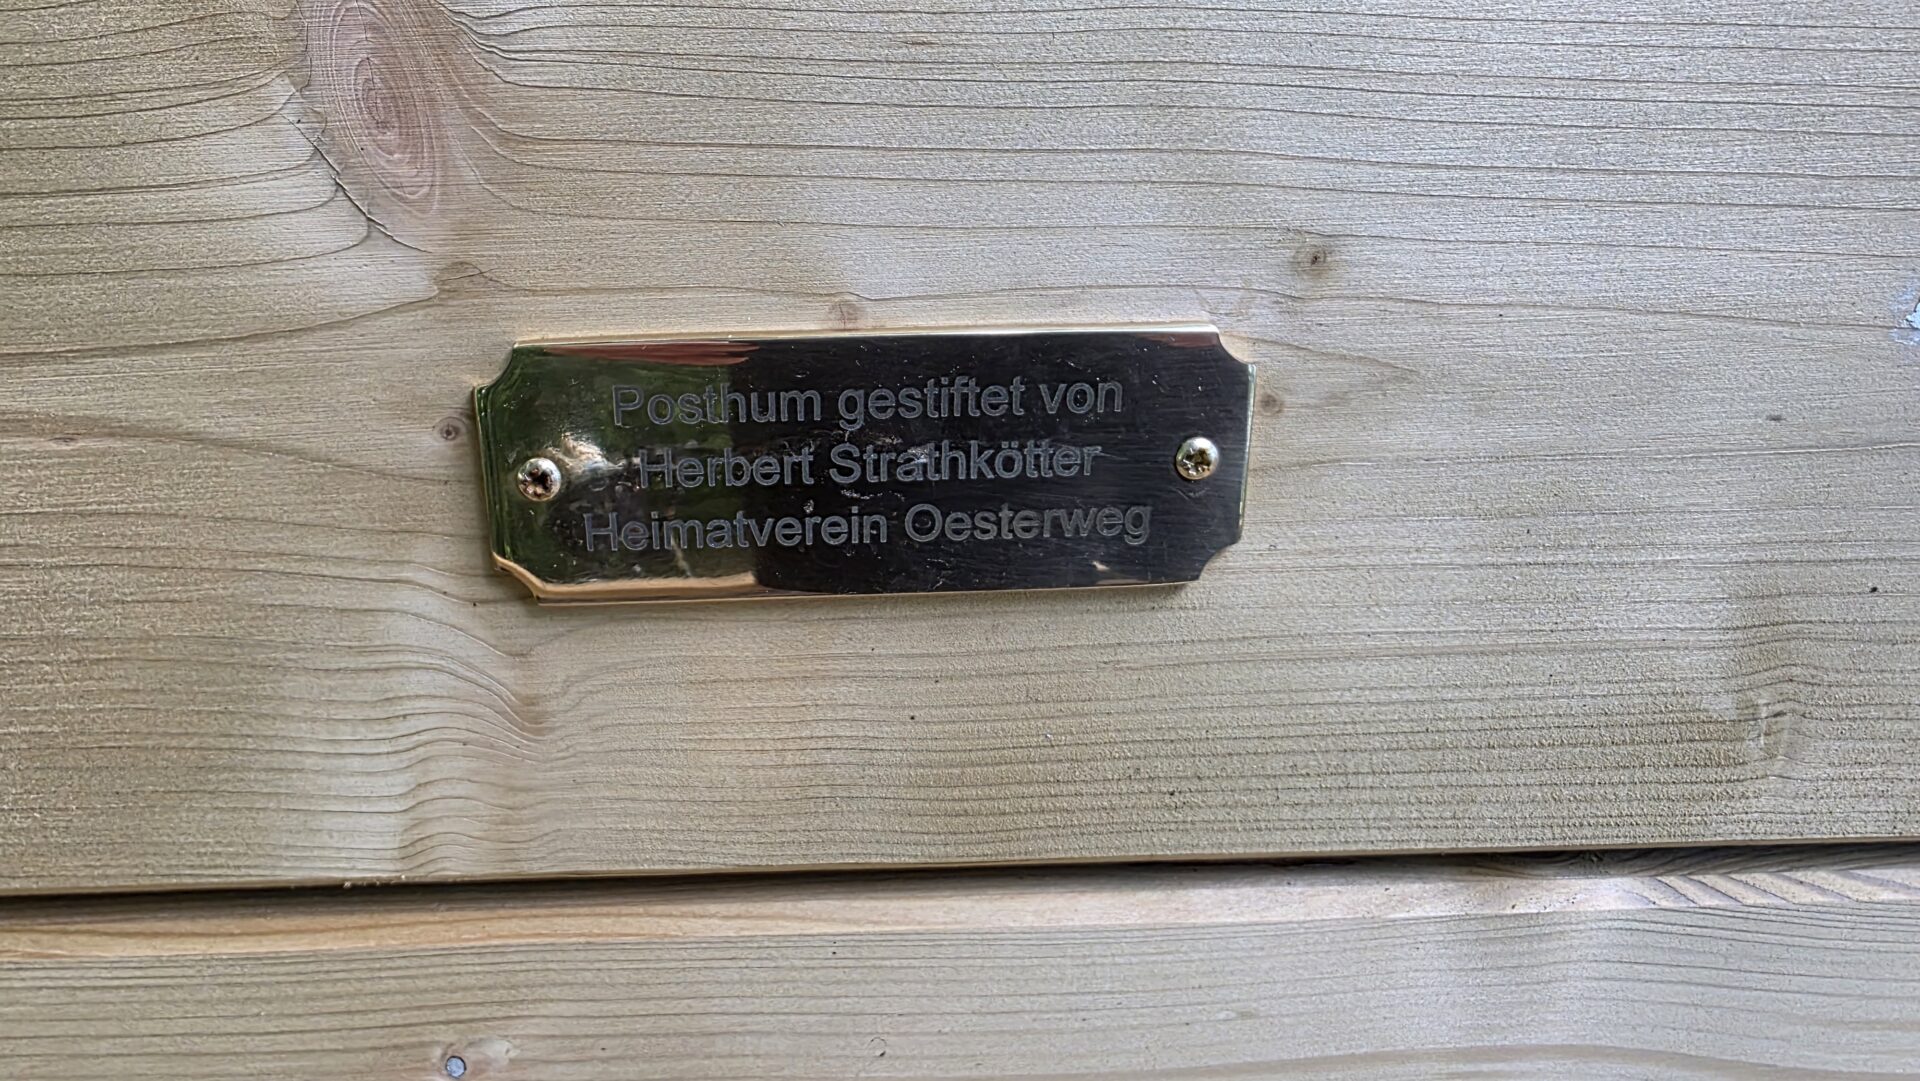 Posthum gestiftet von
Herbert Strathkötter
Heimatverein Oesterweg